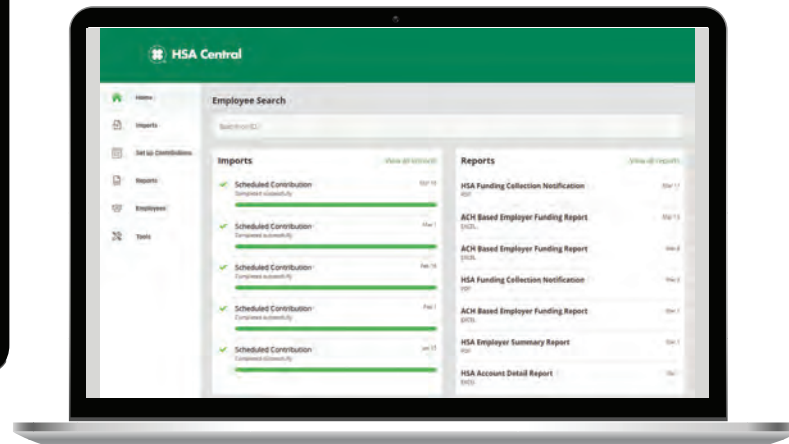 HSA Central
Home
Imports
Set up Contributions
Reports
Employees
Tools
Employee Search
Imports
View all imports
Scheduled Contribution
Completed successfully
Scheduled Contribution
Mar 1
Completed successfully
Scheduled Contribution
Completed successfully
Scheduled Contribution
Feb 1
Completed successfully
Scheduled Contribution
Completed successfully
Reports
View all reports
HSA Funding Collection Notification
PDF
ACH Based Employer Funding Report
EXCEL
ACH Based Employer Funding Report
EXCEL
HSA Funding Collection Notification
PDF
ACH Based Employer Funding Report
EXCEL
HSA Employer Summary Report
PDF
HSA Account Detail Report
EXCEL